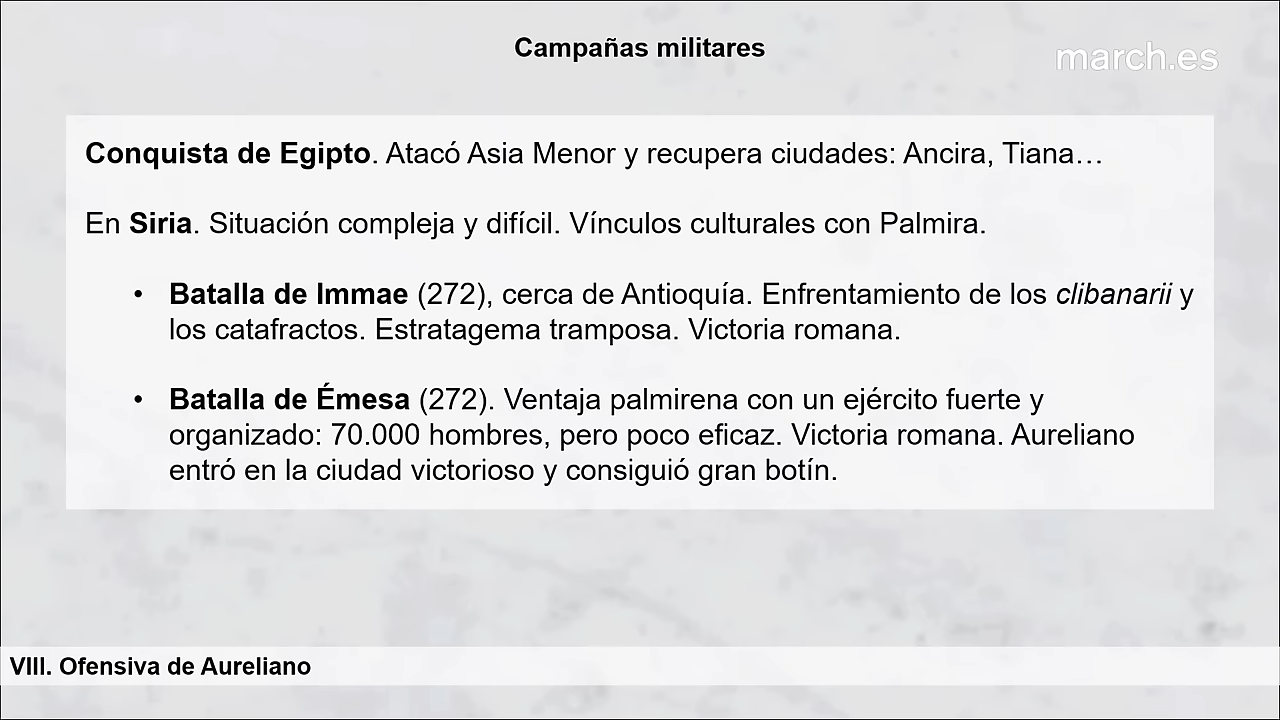 Campañas militares
march.es
Conquista de Egipto. Atacó Asia Menor y recupera ciudades: Ancira, Tiana…
En Siria. Situación compleja y difícil. Vínculos culturales con Palmira.
• Batalla de Immae (272), cerca de Antioquía. Enfrentamiento de los clibanarii y
los catafractos. Estratagema tramposa. Victoria romana.
• Batalla de Émesa (272). Ventaja palmirena con un ejército fuerte y
organizado: 70.000 hombres, pero poco eficaz. Victoria romana. Aureliano
entró en la ciudad victorioso y consiguió gran botín.
VIII. Ofensiva de Aureliano